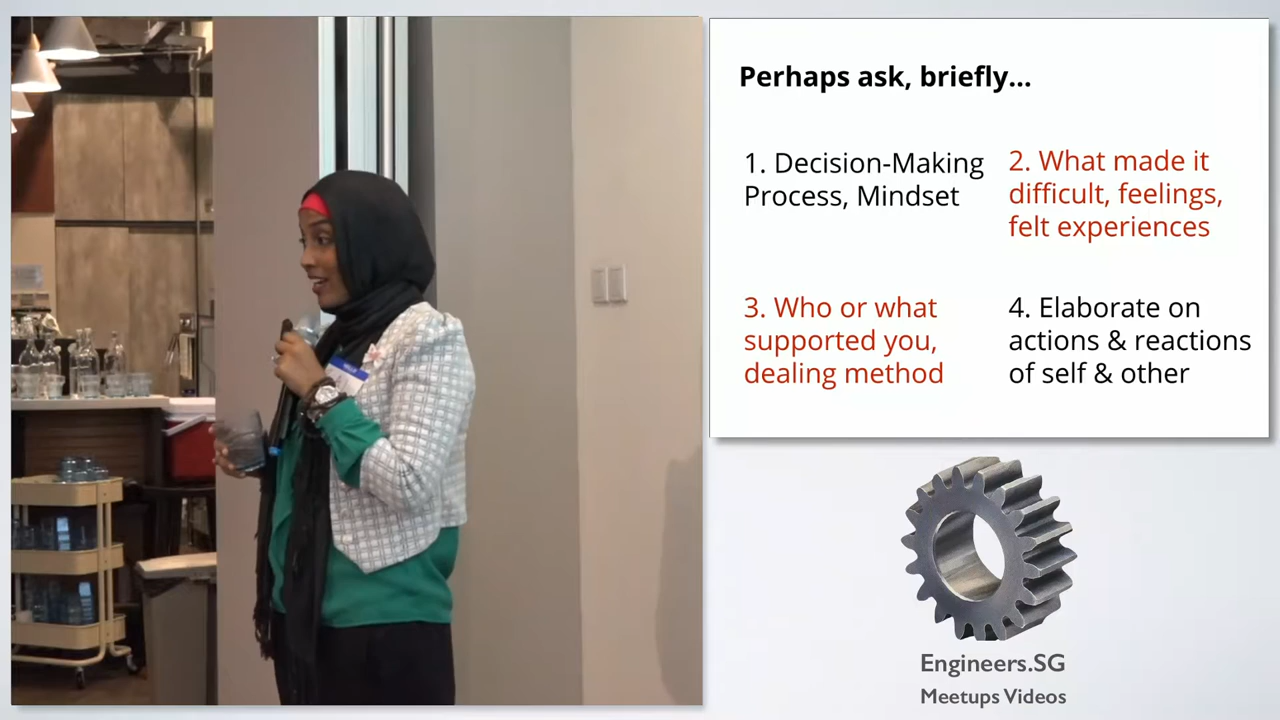 Perhaps ask, briefly...
1. Decision-Making
Process, Mindset
2. What made it
difficult, feelings,
felt experiences
3. Who or what
supported you,
dealing method
4. Elaborate on
actions & reactions
of self & other
Engineers.SG
Meetups Videos